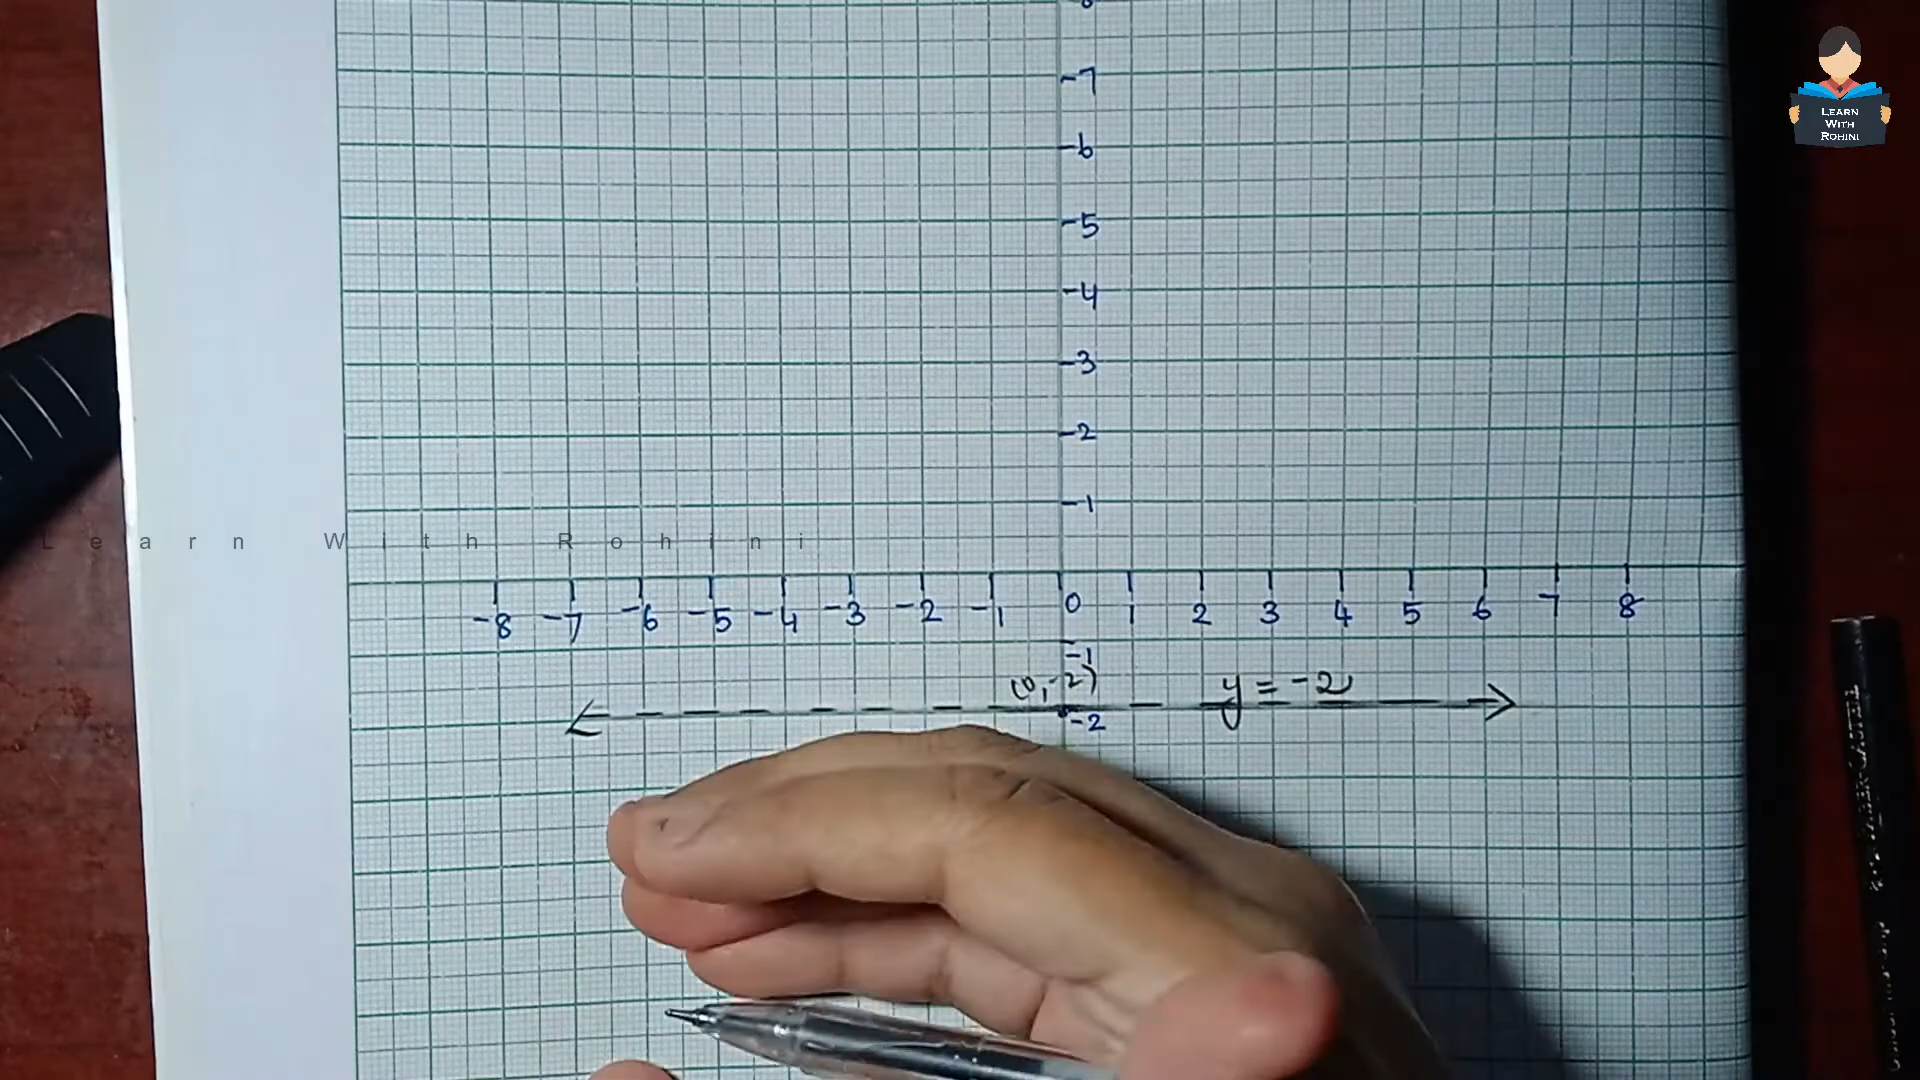 LEARN
WITH
ROHINI
-7
-6
-5
-4
-3
-2
-1
Learn With Rohini
-8 -7 -6 -5 -4 -3 -2 -1 0 1 2 3 4 5 6 7 8
-1
(0,-2) y = -2
-2